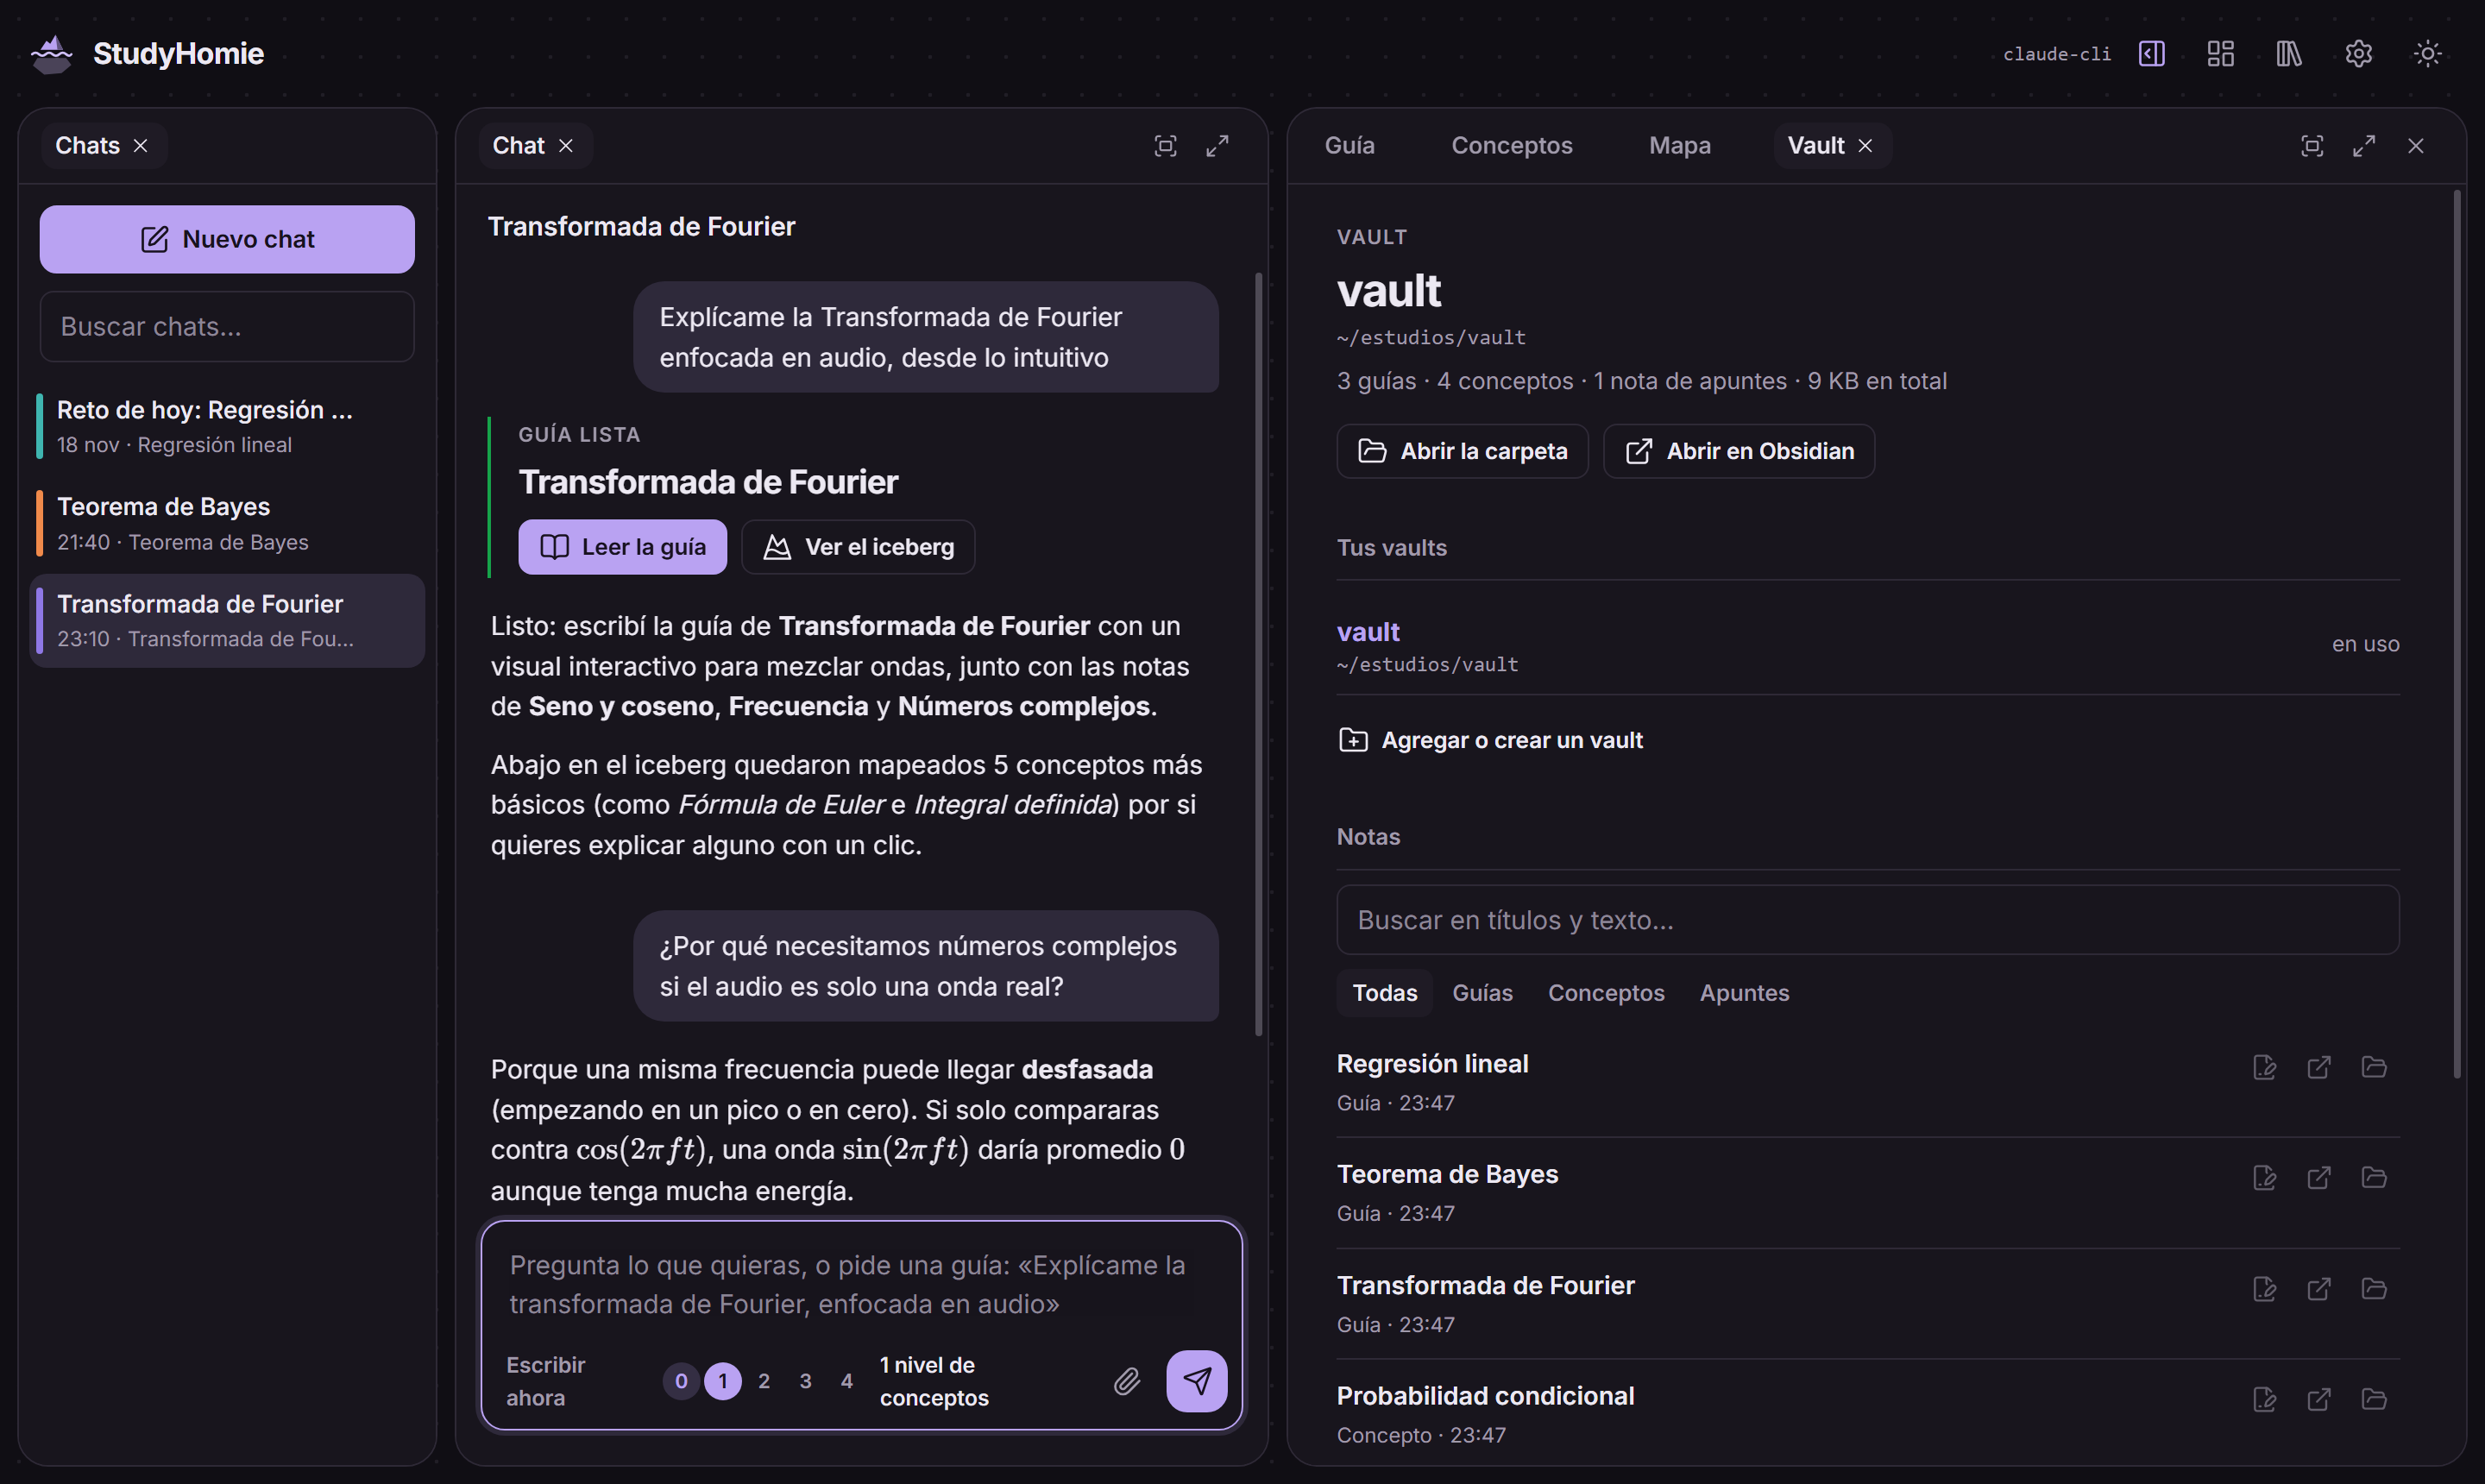 StudyHomie
claude-cli
Chats
Nuevo chat
Buscar chats...
Reto de hoy: Regresión ...
18 nov · Regresión lineal
Teorema de Bayes
21:40 · Teorema de Bayes
Transformada de Fourier
23:10 · Transformada de Fou...
Chat
Transformada de Fourier
Explícame la Transformada de Fourier
enfocada en audio, desde lo intuitivo
GUÍA LISTA
Transformada de Fourier
Leer la guía
Ver el iceberg
Listo: escribí la guía de Transformada de Fourier con un
visual interactivo para mezclar ondas, junto con las notas
de Seno y coseno, Frecuencia y Números complejos.
Abajo en el iceberg quedaron mapeados 5 conceptos más
básicos (como Fórmula de Euler e Integral definida) por si
quieres explicar alguno con un clic.
¿Por qué necesitamos números complejos
si el audio es solo una onda real?
Porque una misma frecuencia puede llegar desfasada
(empezando en un pico o en cero). Si solo compararas
contra cos(2πft), una onda sin(2πft) daría promedio 0
aunque tenga mucha energía.
Pregunta lo que quieras, o pide una guía: «Explícame la
transformada de Fourier, enfocada en audio»
Escribir
ahora
0 1 2 3 4
1 nivel de
conceptos
Guía
Conceptos
Mapa
Vault
VAULT
vault
~/estudios/vault
3 guías · 4 conceptos · 1 nota de apuntes · 9 KB en total
Abrir la carpeta
Abrir en Obsidian
Tus vaults
vault
~/estudios/vault
en uso
Agregar o crear un vault
Notas
Buscar en títulos y texto...
Todas
Guías
Conceptos
Apuntes
Regresión lineal
Guía · 23:47
Teorema de Bayes
Guía · 23:47
Transformada de Fourier
Guía · 23:47
Probabilidad condicional
Concepto · 23:47